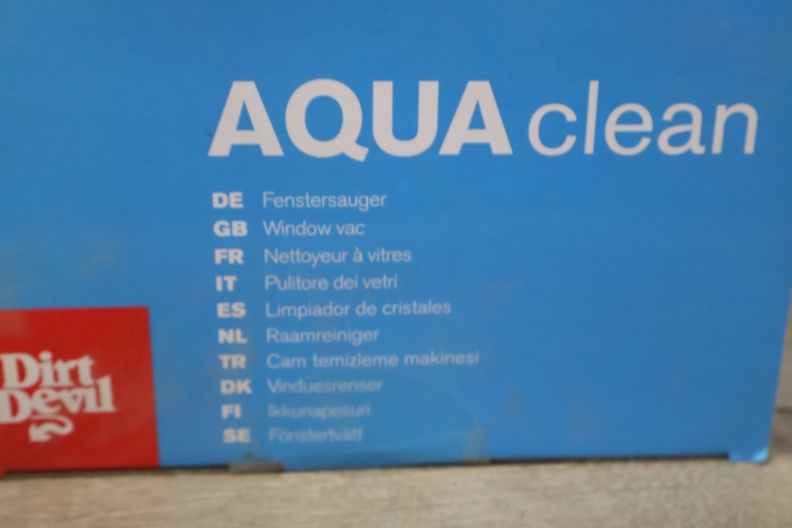 AQUA clean
DE Fenstersauger
GB Window vac
FR Nettoyeur à vitres
IT Pulitore dei vetri
ES Limpiador de cristales
NL Raamreiniger
TR Cam temizleme makinesi
DK Vinduesrenser
FI Ikkunapesuri
SE Fönstertvätt
Dirt
Devil